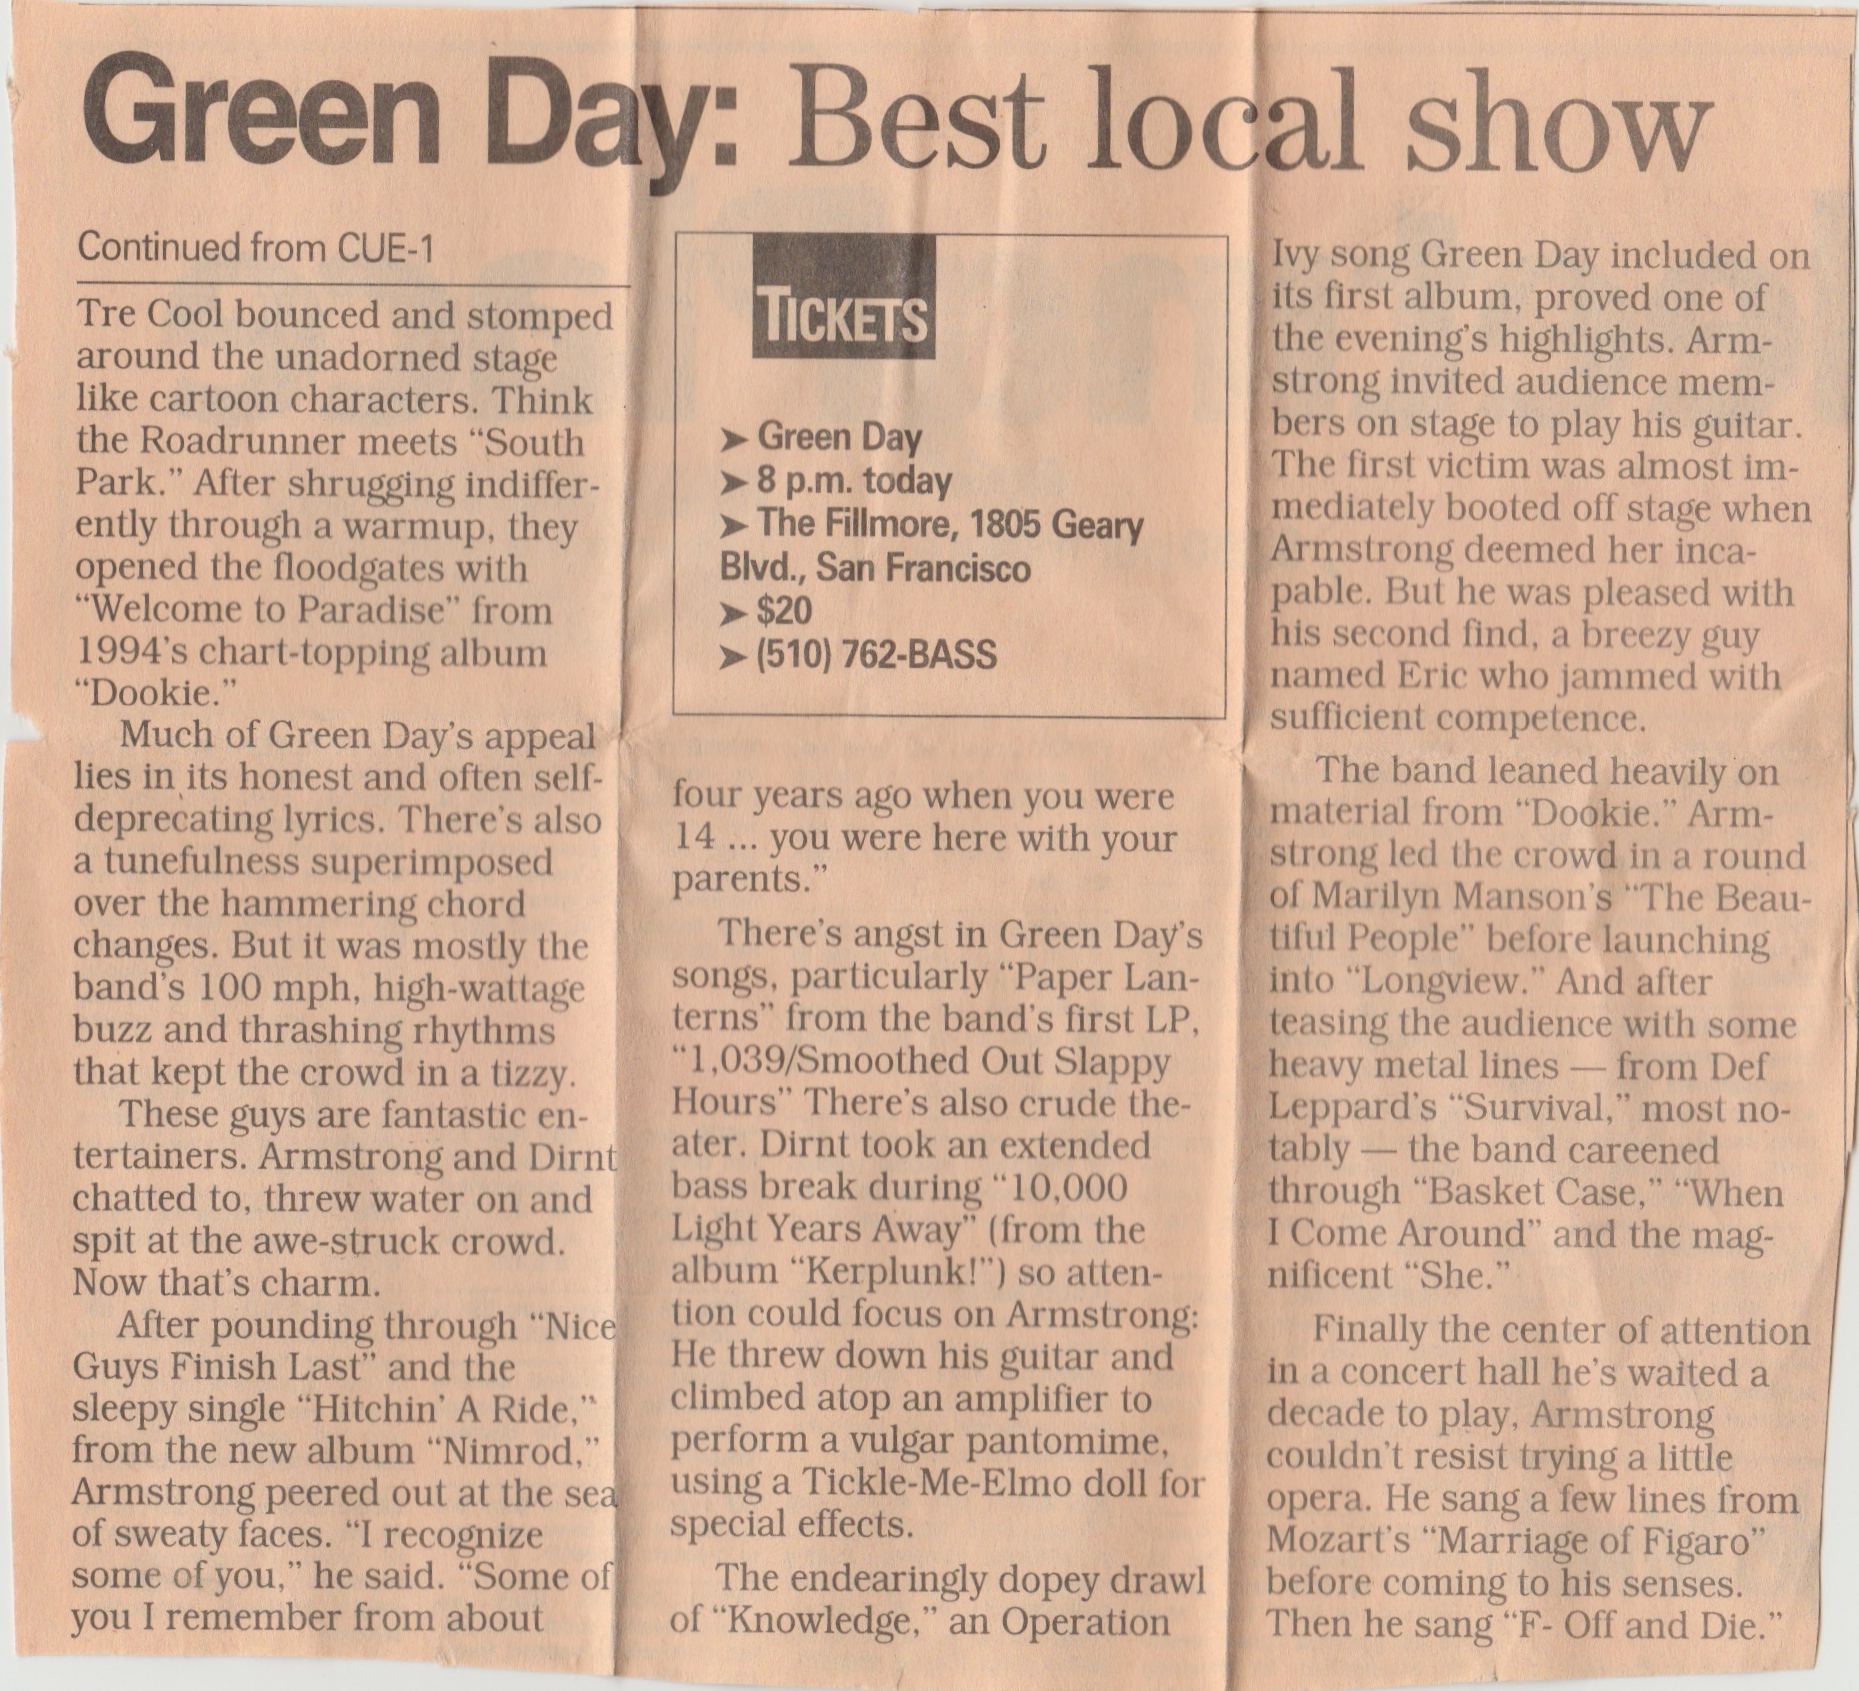 Green Day: Best local show
Continued from CUE-1
Tre Cool bounced and stomped
around the unadorned stage
like cartoon characters. Think
the Roadrunner meets “South
Park.” After shrugging indiffer-
ently through a warmup, they
opened the floodgates with
“Welcome to Paradise” from
1994’s chart-topping album
“Dookie.”
Much of Green Day’s appeal
lies in its honest and often self-
deprecating lyrics. There’s also
a tunefulness superimposed
over the hammering chord
changes. But it was mostly the
band’s 100 mph, high-wattage
buzz and thrashing rhythms
that kept the crowd in a tizzy.
These guys are fantastic en-
tertainers. Armstrong and Dirnt
chatted to, threw water on and
spit at the awe-struck crowd.
Now that’s charm.
After pounding through “Nice
Guys Finish Last” and the
sleepy single “Hitchin’ A Ride,”
from the new album “Nimrod,”
Armstrong peered out at the sea
of sweaty faces. “I recognize
some of you,” he said. “Some of
you I remember from about
TICKETS
➤ Green Day
➤ 8 p.m. today
➤ The Fillmore, 1805 Geary
Blvd., San Francisco
➤ $20
➤ (510) 762-BASS
four years ago when you were
14 ... you were here with your
parents.”
There’s angst in Green Day’s
songs, particularly “Paper Lan-
terns” from the band’s first LP,
“1,039/Smoothed Out Slappy
Hours” There’s also crude the-
ater. Dirnt took an extended
bass break during “10,000
Light Years Away” (from the
album “Kerplunk!”) so atten-
tion could focus on Armstrong:
He threw down his guitar and
climbed atop an amplifier to
perform a vulgar pantomime,
using a Tickle-Me-Elmo doll for
special effects.
The endearingly dopey drawl
of “Knowledge,” an Operation
Ivy song Green Day included on
its first album, proved one of
the evening’s highlights. Arm-
strong invited audience mem-
bers on stage to play his guitar.
The first victim was almost im-
mediately booted off stage when
Armstrong deemed her inca-
pable. But he was pleased with
his second find, a breezy guy
named Eric who jammed with
sufficient competence.
The band leaned heavily on
material from “Dookie.” Arm-
strong led the crowd in a round
of Marilyn Manson’s “The Beau-
tiful People” before launching
into “Longview.” And after
teasing the audience with some
heavy metal lines — from Def
Leppard’s “Survival,” most no-
tably — the band careened
through “Basket Case,” “When
I Come Around” and the mag-
nificent “She.”
Finally the center of attention
in a concert hall he’s waited a
decade to play, Armstrong
couldn’t resist trying a little
opera. He sang a few lines from
Mozart’s “Marriage of Figaro”
before coming to his senses.
Then he sang “F- Off and Die.”